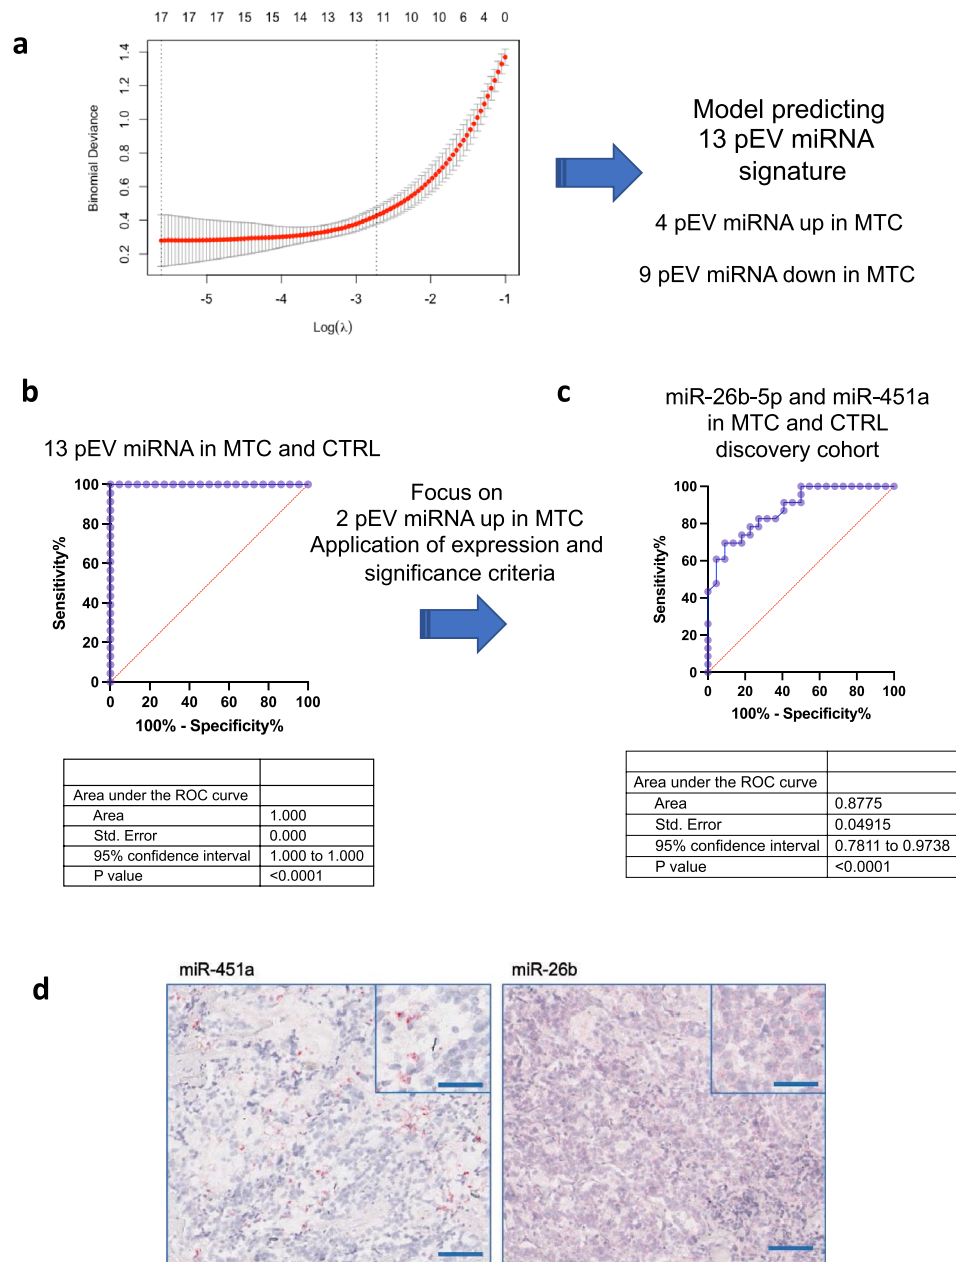 a
17 17 17 15 15 14 13 13 11 10 10 6 4 0
Binomial Deviance
1.4
1.2
1.0
0.8
0.6
0.4
0.2
-5 -4 -3 -2 -1
Log(λ)
Model predicting
13 pEV miRNA
signature
4 pEV miRNA up in MTC
9 pEV miRNA down in MTC
b
13 pEV miRNA in MTC and CTRL
Sensitivity%
100
80
60
40
20
0
0 20 40 60 80 100
100% - Specificity%
Area under the ROC curve
Area 1.000
Std. Error 0.000
95% confidence interval 1.000 to 1.000
P value <0.0001
Focus on
2 pEV miRNA up in MTC
Application of expression and
significance criteria
c
miR-26b-5p and miR-451a
in MTC and CTRL
discovery cohort
Sensitivity%
100
80
60
40
20
0
0 20 40 60 80 100
100% - Specificity%
Area under the ROC curve
Area 0.8775
Std. Error 0.04915
95% confidence interval 0.7811 to 0.9738
P value <0.0001
d
miR-451a
miR-26b